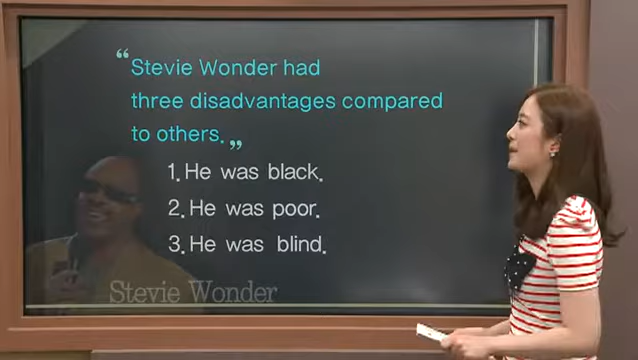 "Stevie Wonder had
three disadvantages compared
to others."
1. He was black.
2. He was poor.
3. He was blind.
Stevie Wonder